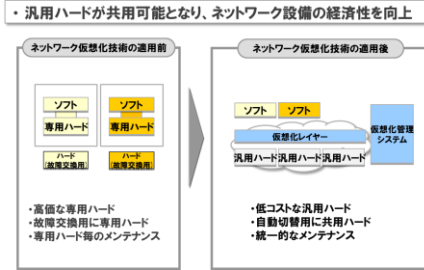 ・ 汎用ハードが共用可能となり、ネットワーク設備の経済性を向上
ネットワーク仮想化技術の適用前
ソフト
ソフト
専用ハード
専用ハード
ハード
(故障交換用)
ハード
(故障交換用)
・高価な専用ハード
・故障交換用に専用ハード
・専用ハード毎のメンテナンス
ネットワーク仮想化技術の適用後
ソフト
ソフト
仮想化レイヤー
汎用ハード
汎用ハード
汎用ハード
仮想化管理
システム
・低コストな汎用ハード
・自動切替用に共用ハード
・統一的なメンテナンス